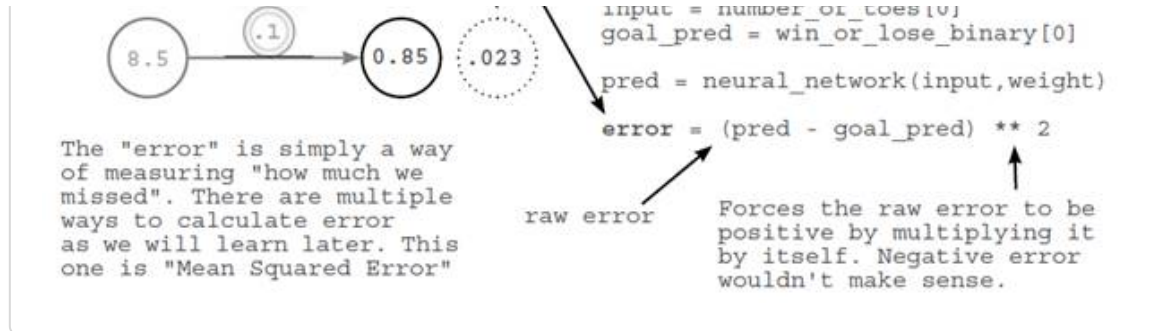 input = number_of_toes[0]
goal_pred = win_or_lose_binary[0]
.1
8.5
0.85
.023
pred = neural_network(input,weight)
error = (pred - goal_pred) ** 2
The "error" is simply a way
of measuring "how much we
missed". There are multiple
ways to calculate error
as we will learn later. This
one is "Mean Squared Error"
raw error
Forces the raw error to be
positive by multiplying it
by itself. Negative error
wouldn't make sense.